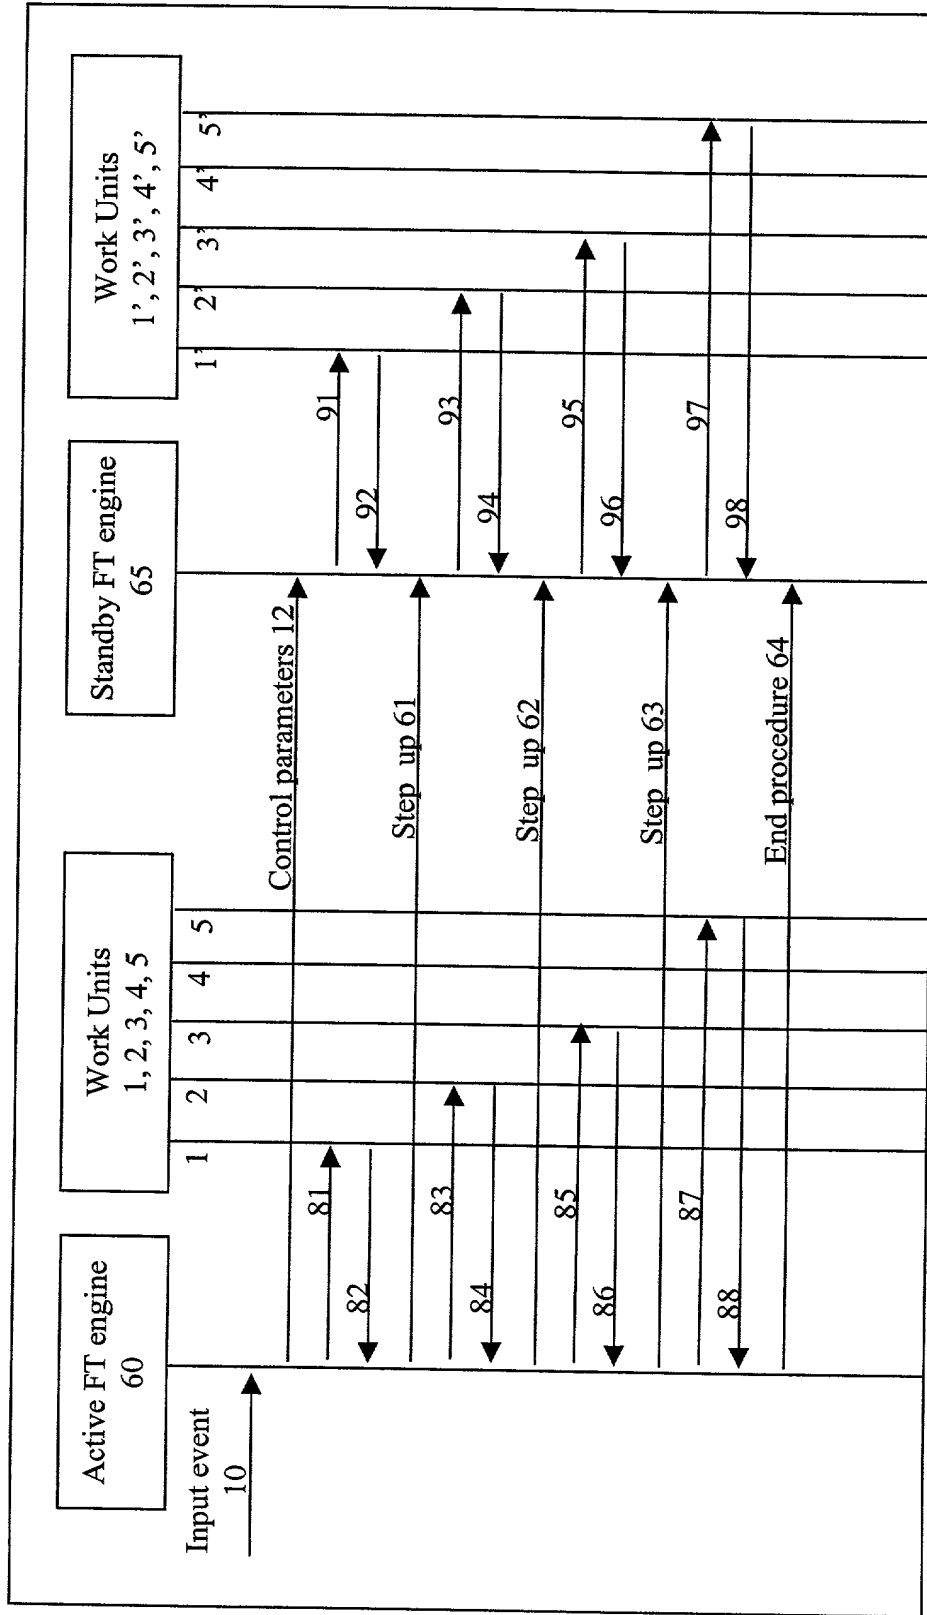 Active FT engine
60
Work Units
1, 2, 3, 4, 5
Standby FT engine
65
Work Units
1', 2', 3', 4', 5'
1
2
3
4
5
1'
2'
3'
4'
5'
Input event
10
Control parameters 12
81
91
82
92
Step up 61
83
93
84
94
Step up 62
85
95
86
96
Step up 63
87
97
88
98
End procedure 64